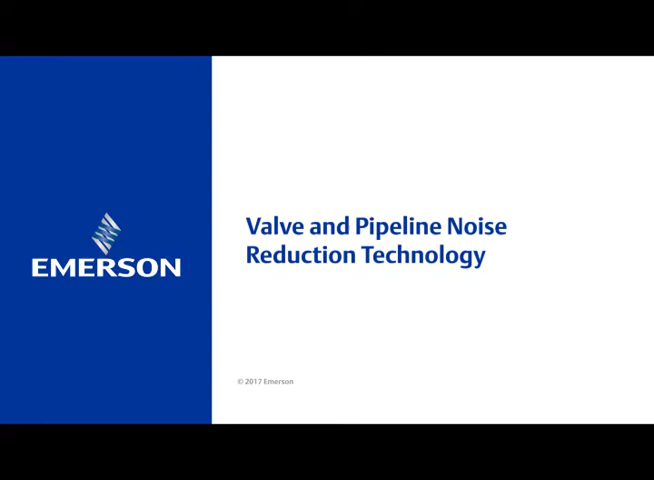 EMERSON
Valve and Pipeline Noise
Reduction Technology
© 2017 Emerson